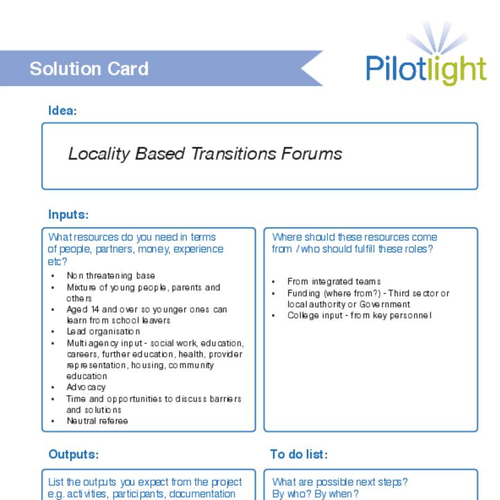 Solution Card
Pilotlight
Idea:
Locality Based Transitions Forums
Inputs:
What resources do you need in terms
of people, partners, money, experience
etc?
• Non threatening base
• Mixture of young people, parents and
others
• Aged 14 and over so younger ones can
learn from school leavers
• Lead organisation
• Multi agency input - social work, education,
careers, further education, health, provider
representation, housing, community
education
• Advocacy
• Time and opportunities to discuss barriers
and solutions
• Neutral referee
Where should these resources come
from / who should fulfill these roles?
• From integrated teams
• Funding (where from?) - Third sector or
local authority or Government
• College input - from key personnel
Outputs:
List the outputs you expect from the project
e.g. activities, participants, documentation
To do list:
What are possible next steps?
By who? By when?